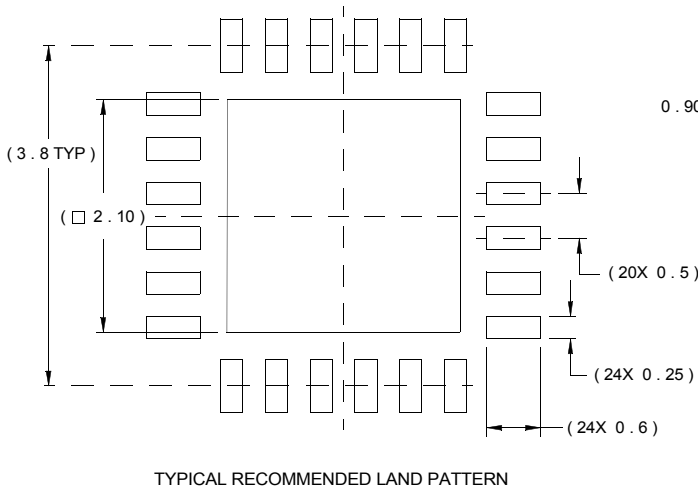 0.90
( 3 . 8 TYP )
( □ 2 . 10 )
( 20X 0 . 5 )
( 24X 0 . 25 )
( 24X 0 . 6 )
TYPICAL RECOMMENDED LAND PATTERN